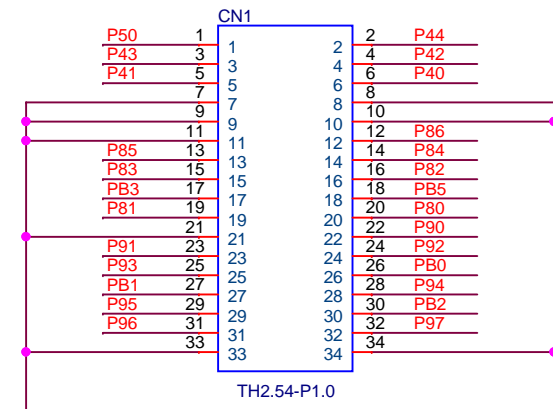 CN1
P50 1 1 2 2 P44
P43 3 3 4 4 P42
P41 5 5 6 6 P40
7 7 8 8
9 9 10 10
11 11 12 12 P86
P85 13 13 14 14 P84
P83 15 15 16 16 P82
PB3 17 17 18 18 PB5
P81 19 19 20 20 P80
21 21 22 22 P90
P91 23 23 24 24 P92
P93 25 25 26 26 PB0
PB1 27 27 28 28 P94
P95 29 29 30 30 PB2
P96 31 31 32 32 P97
33 33 34 34
TH2.54-P1.0